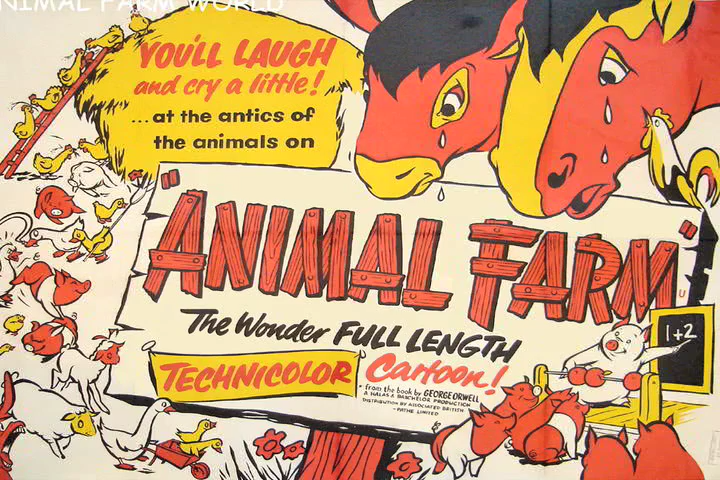 ANIMAL FARM WORLD
YOU'LL LAUGH
and cry a little!
...at the antics of
the animals on
"ANIMAL FARM"
U
The Wonder FULL LENGTH
TECHNICOLOR Cartoon!
• from the book by GEORGE ORWELL
A HALAS & BATCHELOR PRODUCTION
DISTRIBUTION BY ASSOCIATED BRITISH
- PATHE LIMITED
1+2